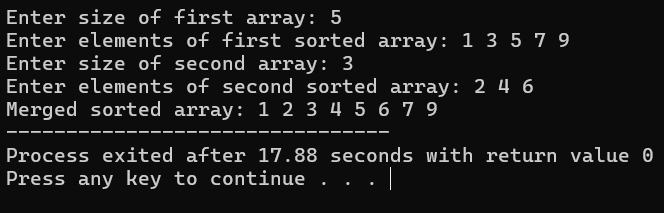 Enter size of first array: 5
Enter elements of first sorted array: 1 3 5 7 9
Enter size of second array: 3
Enter elements of second sorted array: 2 4 6
Merged sorted array: 1 2 3 4 5 6 7 9
--------------------------------
Process exited after 17.88 seconds with return value 0
Press any key to continue . . .